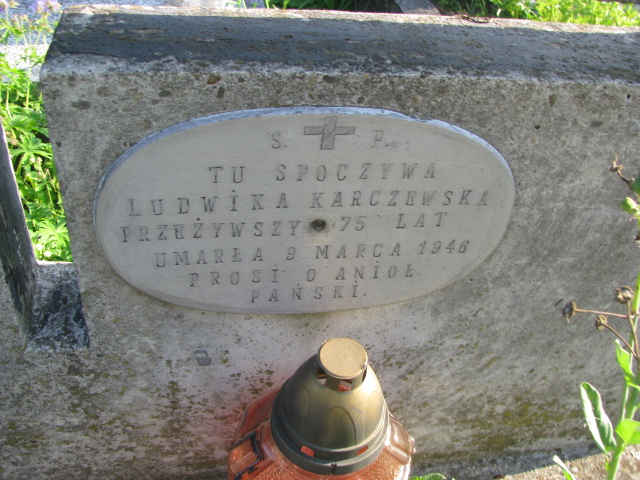 S. P.
TU SPOCZYWA
LUDWIKA KARCZEWSKA
PRZEŻYWSZY 75 LAT
UMARŁA 9 MARCA 1946
PROSI O ANIOŁ
PAŃSKI.